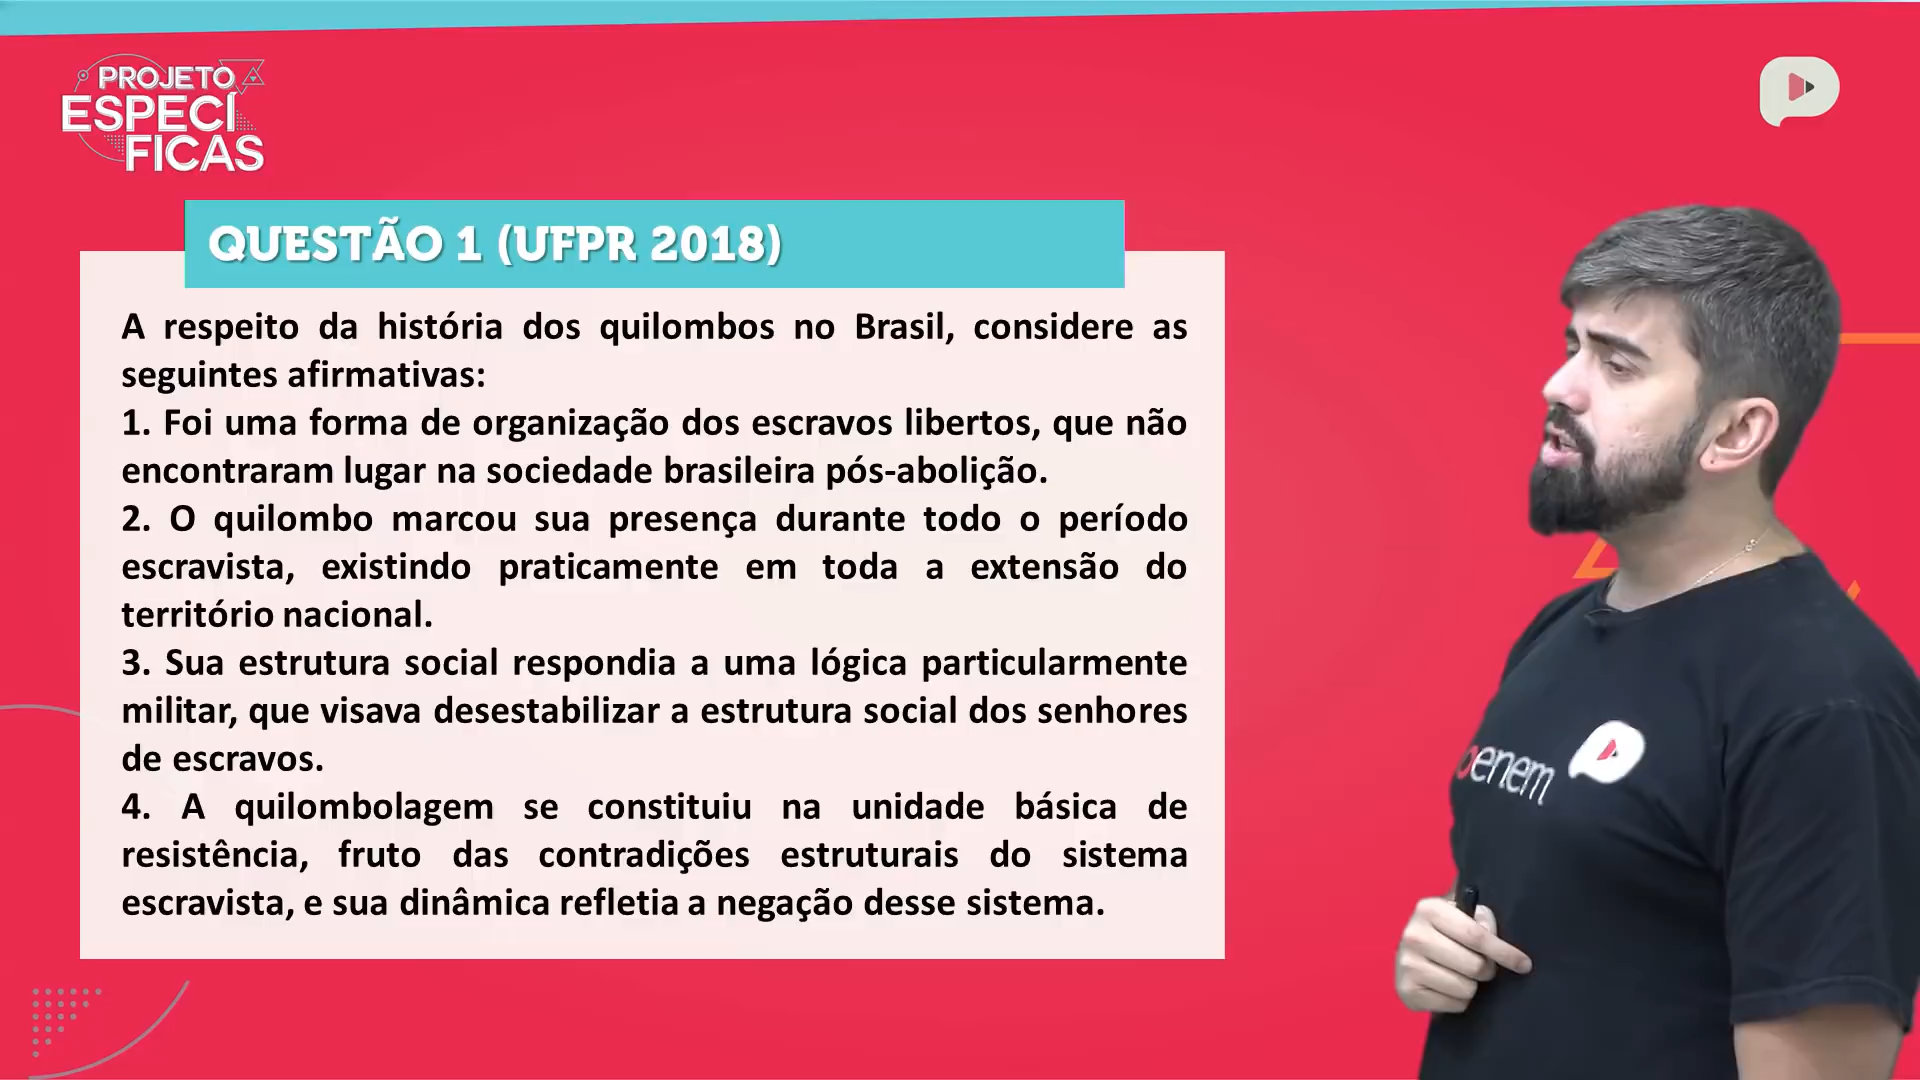 PROJETO
ESPECÍ
FICAS
QUESTÃO 1 (UFPR 2018)
A respeito da história dos quilombos no Brasil, considere as
seguintes afirmativas:
1. Foi uma forma de organização dos escravos libertos, que não
encontraram lugar na sociedade brasileira pós-abolição.
2. O quilombo marcou sua presença durante todo o período
escravista, existindo praticamente em toda a extensão do
território nacional.
3. Sua estrutura social respondia a uma lógica particularmente
militar, que visava desestabilizar a estrutura social dos senhores
de escravos.
4. A quilombolagem se constituiu na unidade básica de
resistência, fruto das contradições estruturais do sistema
escravista, e sua dinâmica refletia a negação desse sistema.
oenem